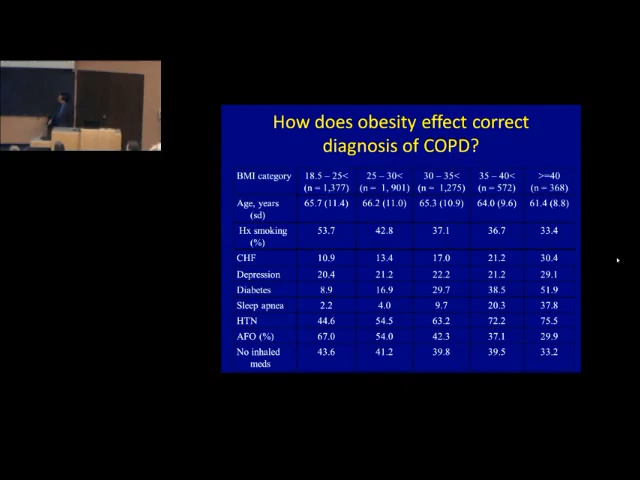 How does obesity effect correct
diagnosis of COPD?
BMI category 18.5 – 25< 25 – 30< 30 – 35< 35 – 40< >=40
(n = 1,377) (n = 1, 901) (n = 1,275) (n = 572) (n = 368)
Age, years 65.7 (11.4) 66.2 (11.0) 65.3 (10.9) 64.0 (9.6) 61.4 (8.8)
(sd)
Hx smoking 53.7 42.8 37.1 36.7 33.4
(%)
CHF 10.9 13.4 17.0 21.2 30.4
Depression 20.4 21.2 22.2 21.2 29.1
Diabetes 8.9 16.9 29.7 38.5 51.9
Sleep apnea 2.2 4.0 9.7 20.3 37.8
HTN 44.6 54.5 63.2 72.2 75.5
AFO (%) 67.0 54.0 42.3 37.1 29.9
No inhaled 43.6 41.2 39.8 39.5 33.2
meds